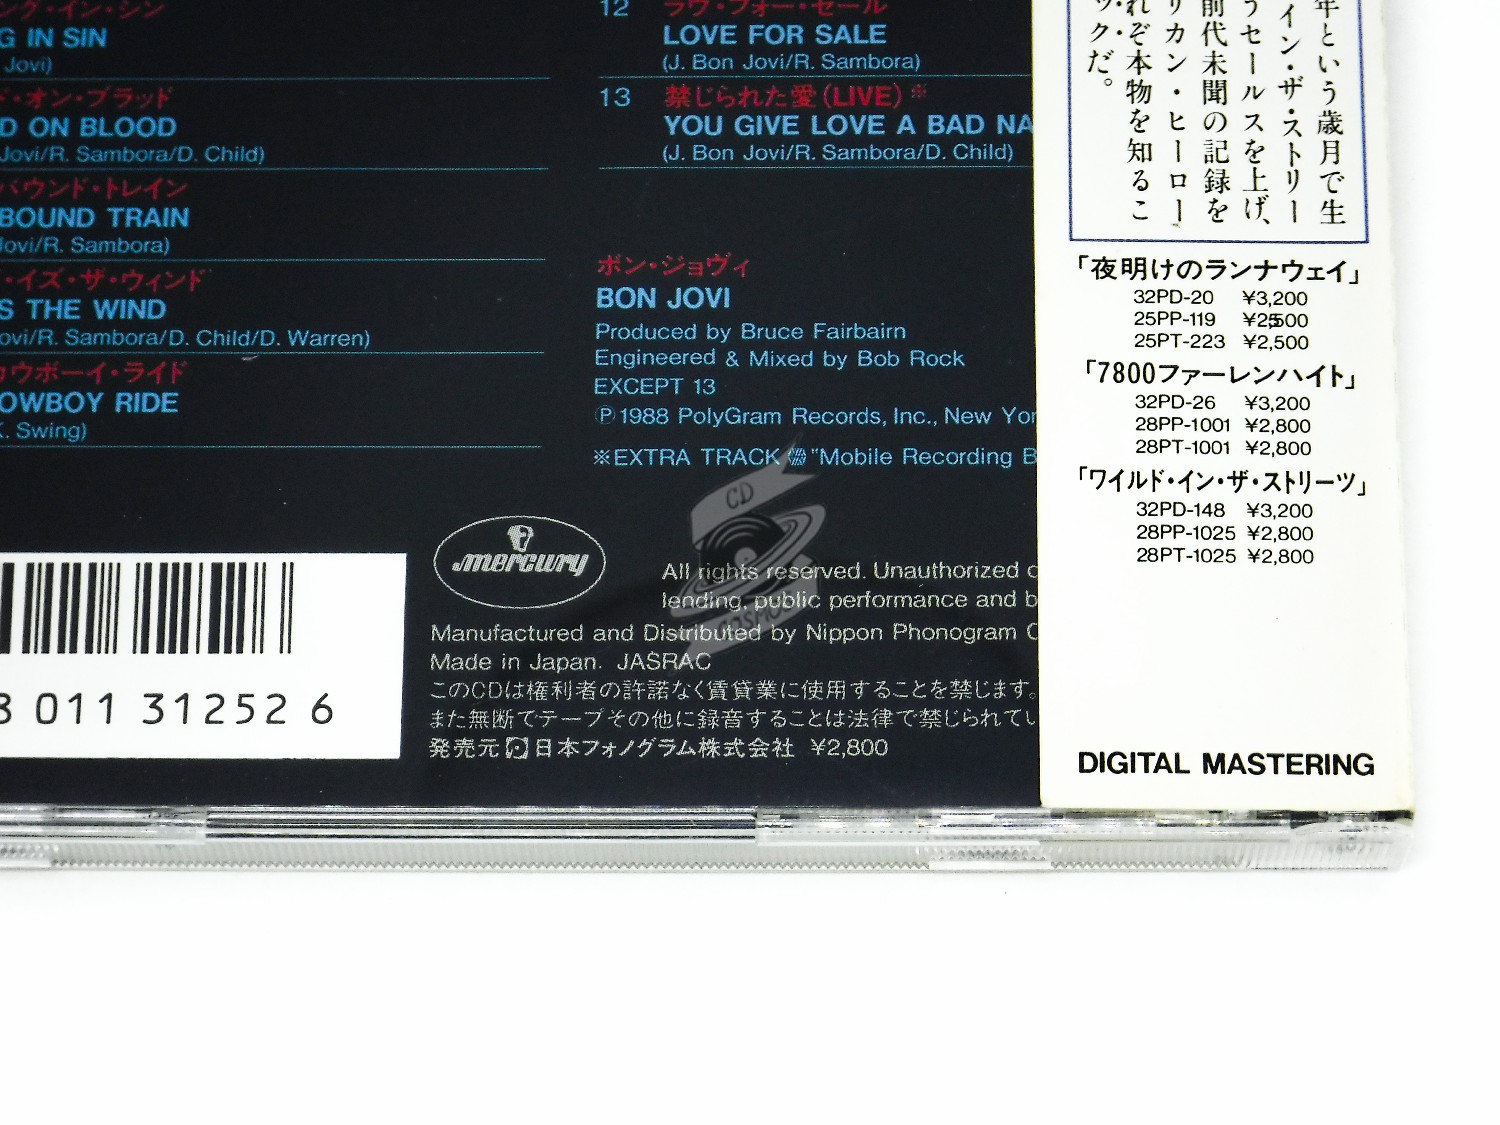 ング・イン・シン
G IN SIN
Jovi)
ド・オン・ブラッド
D ON BLOOD
Jovi/R. Sambora/D. Child)
バウンド・トレイン
BOUND TRAIN
Jovi/R. Sambora)
・イズ・ザ・ウィンド
S THE WIND
ovi/R. Sambora/D. Child/D. Warren)
カウボーイ・ライド
OWBOY RIDE
K. Swing)
12 ラヴ・フォー・セール
LOVE FOR SALE
(J. Bon Jovi/R. Sambora)
13 禁じられた愛(LIVE)※
YOU GIVE LOVE A BAD NA
(J. Bon Jovi/R. Sambora/D. Child)
ボン・ジョヴィ
BON JOVI
Produced by Bruce Fairbairn
Engineered & Mixed by Bob Rock
EXCEPT 13
Ⓟ1988 PolyGram Records, Inc., New Yor
※EXTRA TRACK "Mobile Recording B
CD
COSMOS
mercury
All rights reserved. Unauthorized c
lending, public performance and b
Manufactured and Distributed by Nippon Phonogram C
Made in Japan. JASRAC
このCDは権利者の許諾なく賃貸業に使用することを禁じます。
また無断でテープその他に録音することは法律で禁じられてい
発売元 日本フォノグラム株式会社 ¥2,800
8 011 31252 6
年という歳月で生
イン・ザ・ストリー
うセールスを上げ、
前代未聞の記録を
リカン・ヒーロー
れぞ本物を知るこ
ックだ。
「夜明けのランナウェイ」
32PD-20 ¥3,200
25PP-119 ¥2,500
25PT-223 ¥2,500
「7800ファーレンハイト」
32PD-26 ¥3,200
28PP-1001 ¥2,800
28PT-1001 ¥2,800
「ワイルド・イン・ザ・ストリーツ」
32PD-148 ¥3,200
28PP-1025 ¥2,800
28PT-1025 ¥2,800
DIGITAL MASTERING